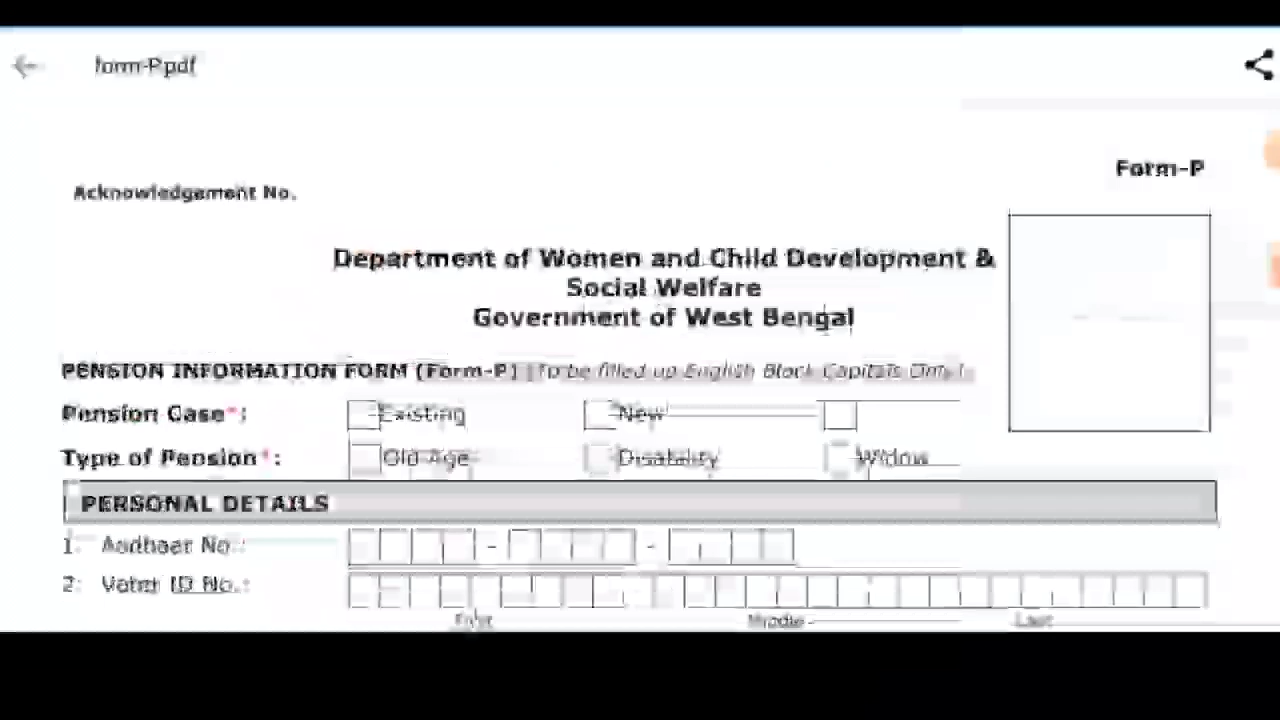 form-P.pdf
Form-P
Acknowledgement No.
Department of Women and Child Development &
Social Welfare
Government of West Bengal
PENSION INFORMATION FORM (Form-P) (To be filled up English Block Capitals Only)
Pension Case*: Existing New
Type of Pension*: Old Age Disability Widow
PERSONAL DETAILS
1. Aadhaar No.: - -
2. Voter ID No.:
First Middle Last